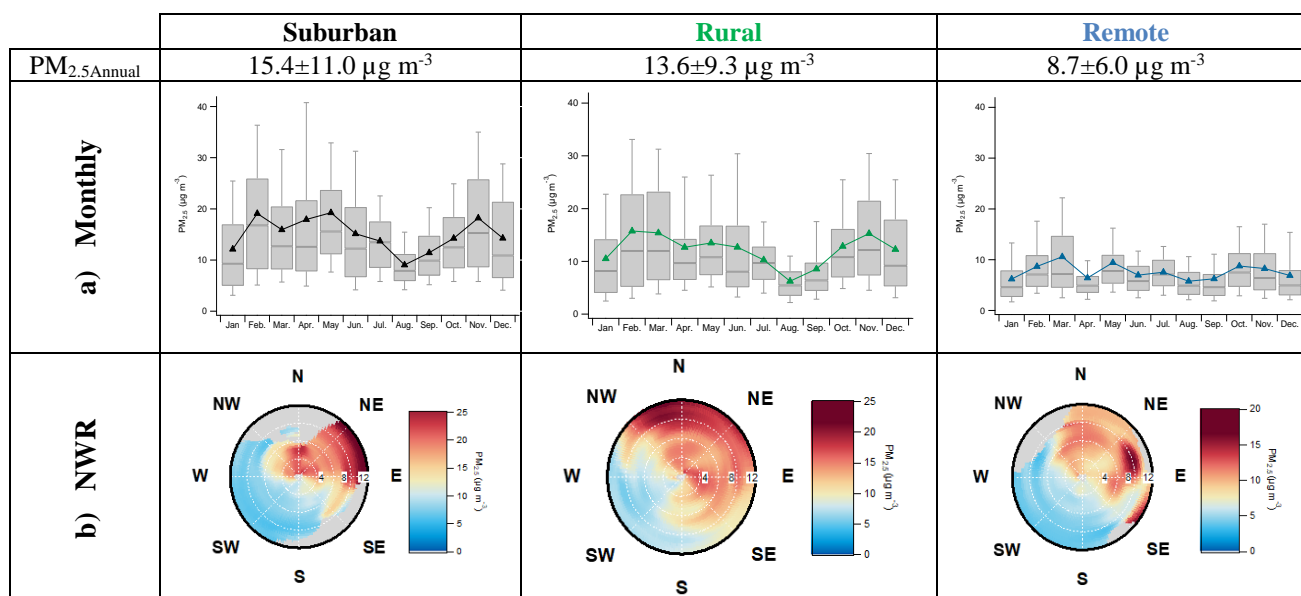 Suburban Rural Remote
PM2.5Annual 15.4±11.0 µg m-3 13.6±9.3 µg m-3 8.7±6.0 µg m-3
a) Monthly
PM2.5 (µg m-3)
40
30
20
10
0
Jan Feb. Mar. Apr. May Jun. Jul. Aug. Sep. Oct. Nov. Dec.
PM2.5 (µg m-3)
40
30
20
10
0
Jan Feb. Mar. Apr. May Jun. Jul. Aug. Sep. Oct. Nov. Dec.
PM2.5 (µg m-3)
40
30
20
10
0
Jan Feb. Mar. Apr. May Jun. Jul. Aug. Sep. Oct. Nov. Dec.
b) NWR
N
NW NE
W 4 8 12 E
SW SE
S
25
20
15
10
5
0
PM2.5 (µg m-3)
N
NW NE
W 4 8 12 E
SW SE
S
25
20
15
10
5
0
PM2.5 (µg m-3)
N
NW NE
W 4 8 12 E
SW SE
S
20
15
10
5
0
PM2.5 (µg m-3)